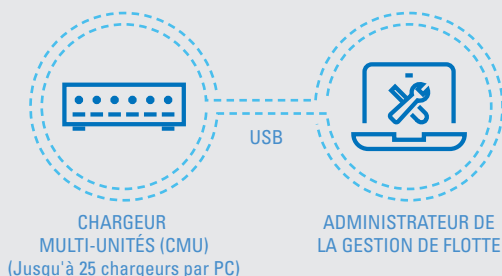 USB
CHARGEUR
MULTI-UNITÉS (CMU)
(Jusqu'à 25 chargeurs par PC)
ADMINISTRATEUR DE
LA GESTION DE FLOTTE